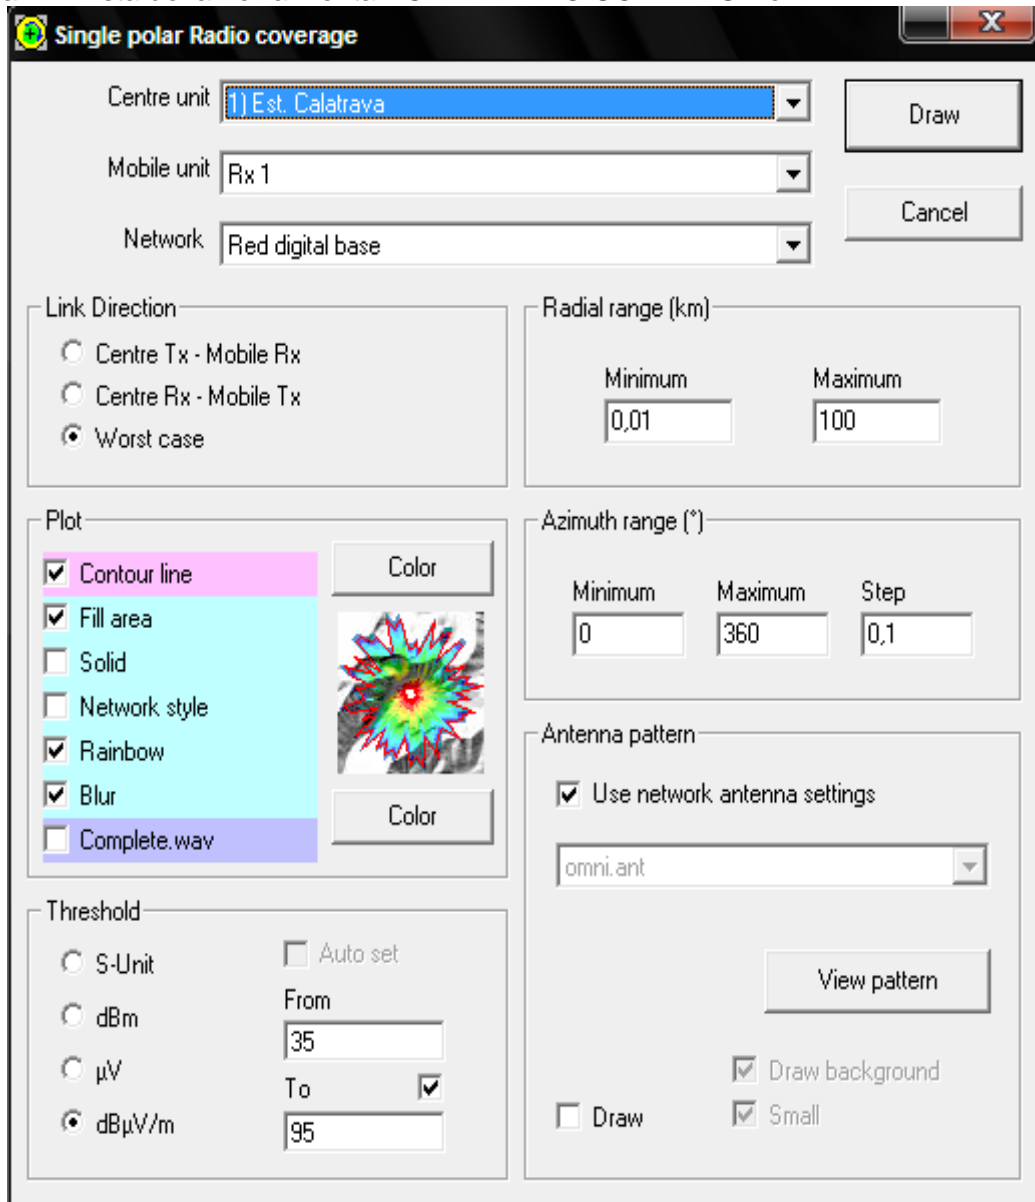 Single polar Radio coverage
Centre unit 1) Est. Calatrava
Draw
Mobile unit Rx 1
Cancel
Network Red digital base
Link Direction
Centre Tx - Mobile Rx
Centre Rx - Mobile Tx
Worst case
Radial range (km)
Minimum Maximum
0,01 100
Plot
Contour line
Fill area
Solid
Network style
Rainbow
Blur
Complete.wav
Color
Color
Azimuth range (°)
Minimum Maximum Step
0 360 0,1
Antenna pattern
Use network antenna settings
omni.ant
View pattern
Draw background
Draw Small
Threshold
S-Unit
dBm
µV
dBµV/m
Auto set
From
35
To
95